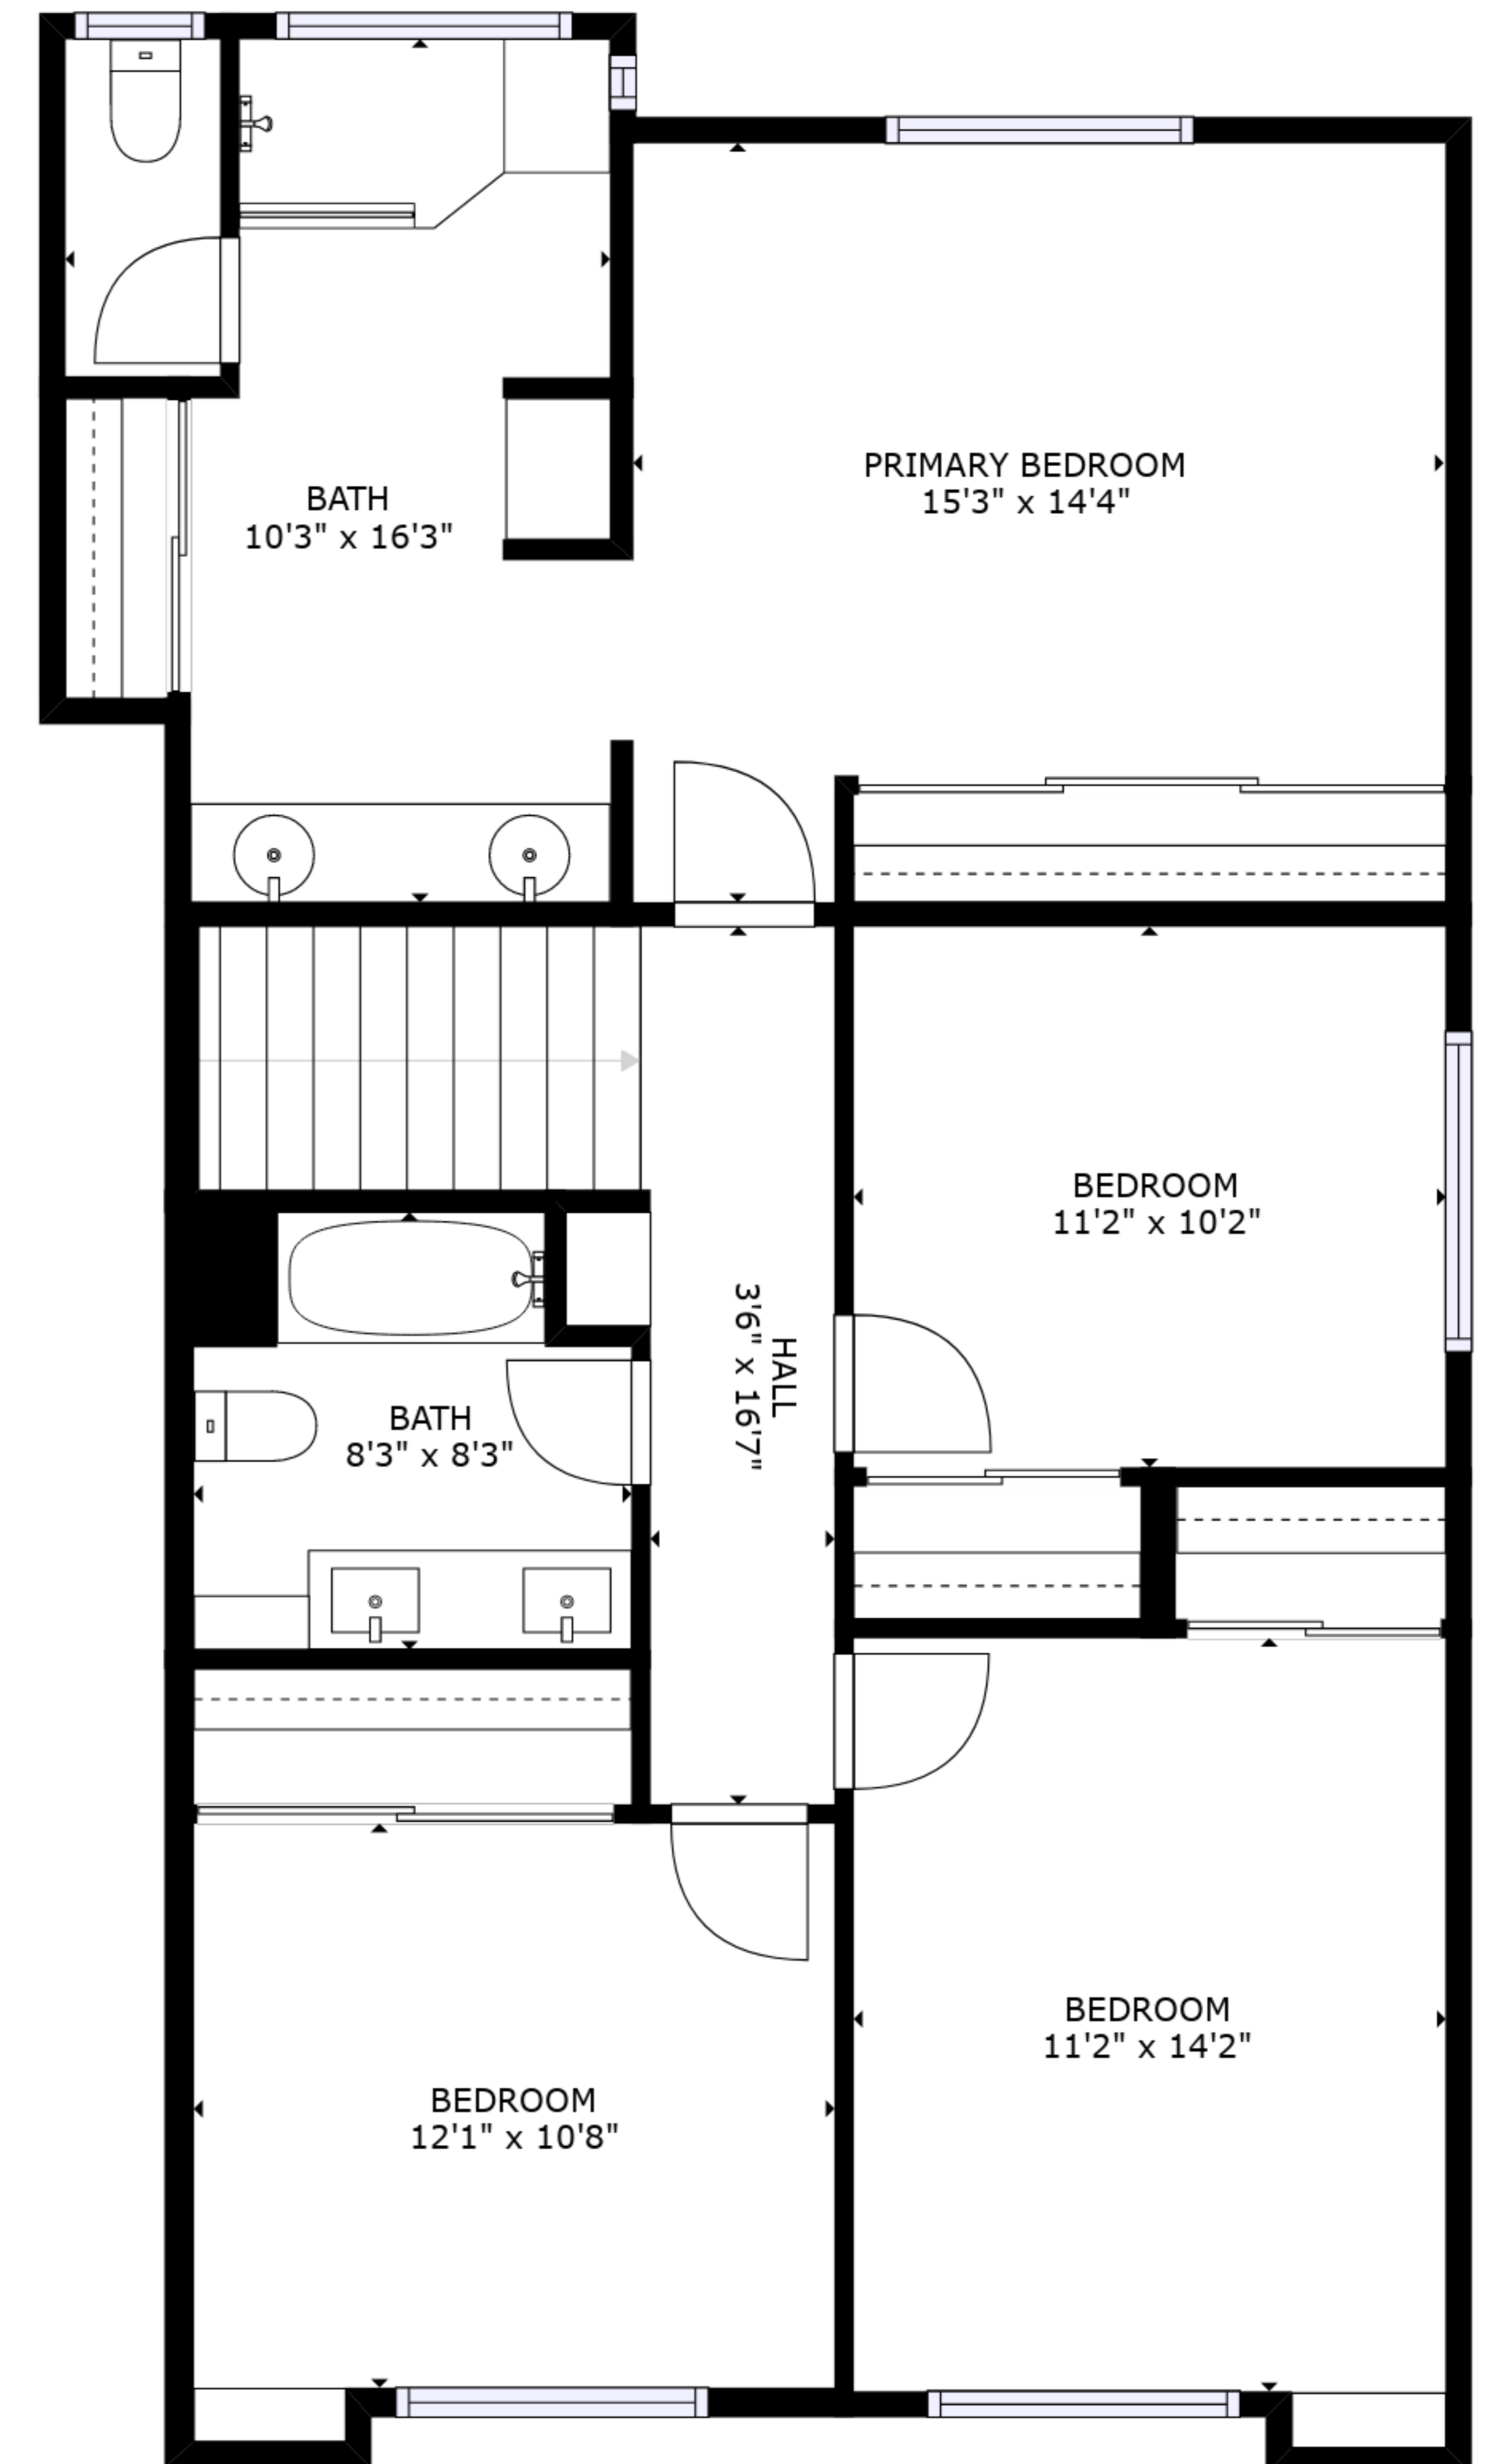 PRIMARY BEDROOM
15'3" x 14'4"
BATH
10'3" x 16'3"
BEDROOM
11'2" x 10'2"
HALL
3'6" x 16'7"
BATH
8'3" x 8'3"
BEDROOM
11'2" x 14'2"
BEDROOM
12'1" x 10'8"